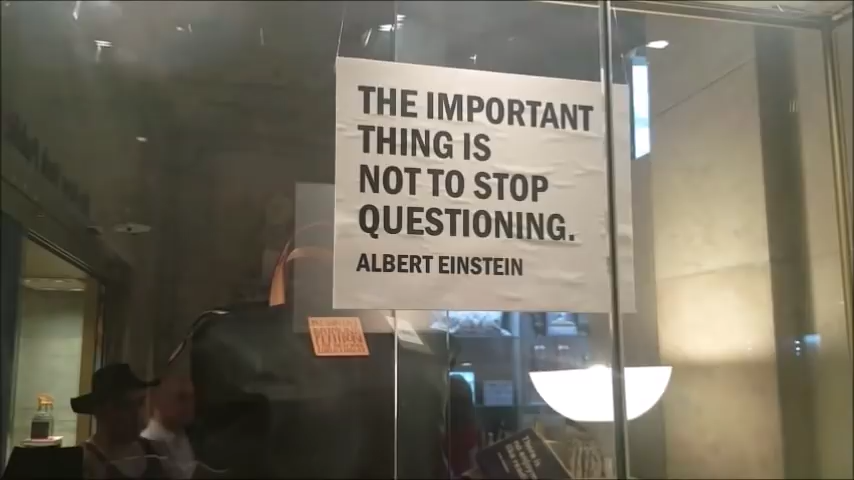 THE IMPORTANT
THING IS
NOT TO STOP
QUESTIONING.
ALBERT EINSTEIN